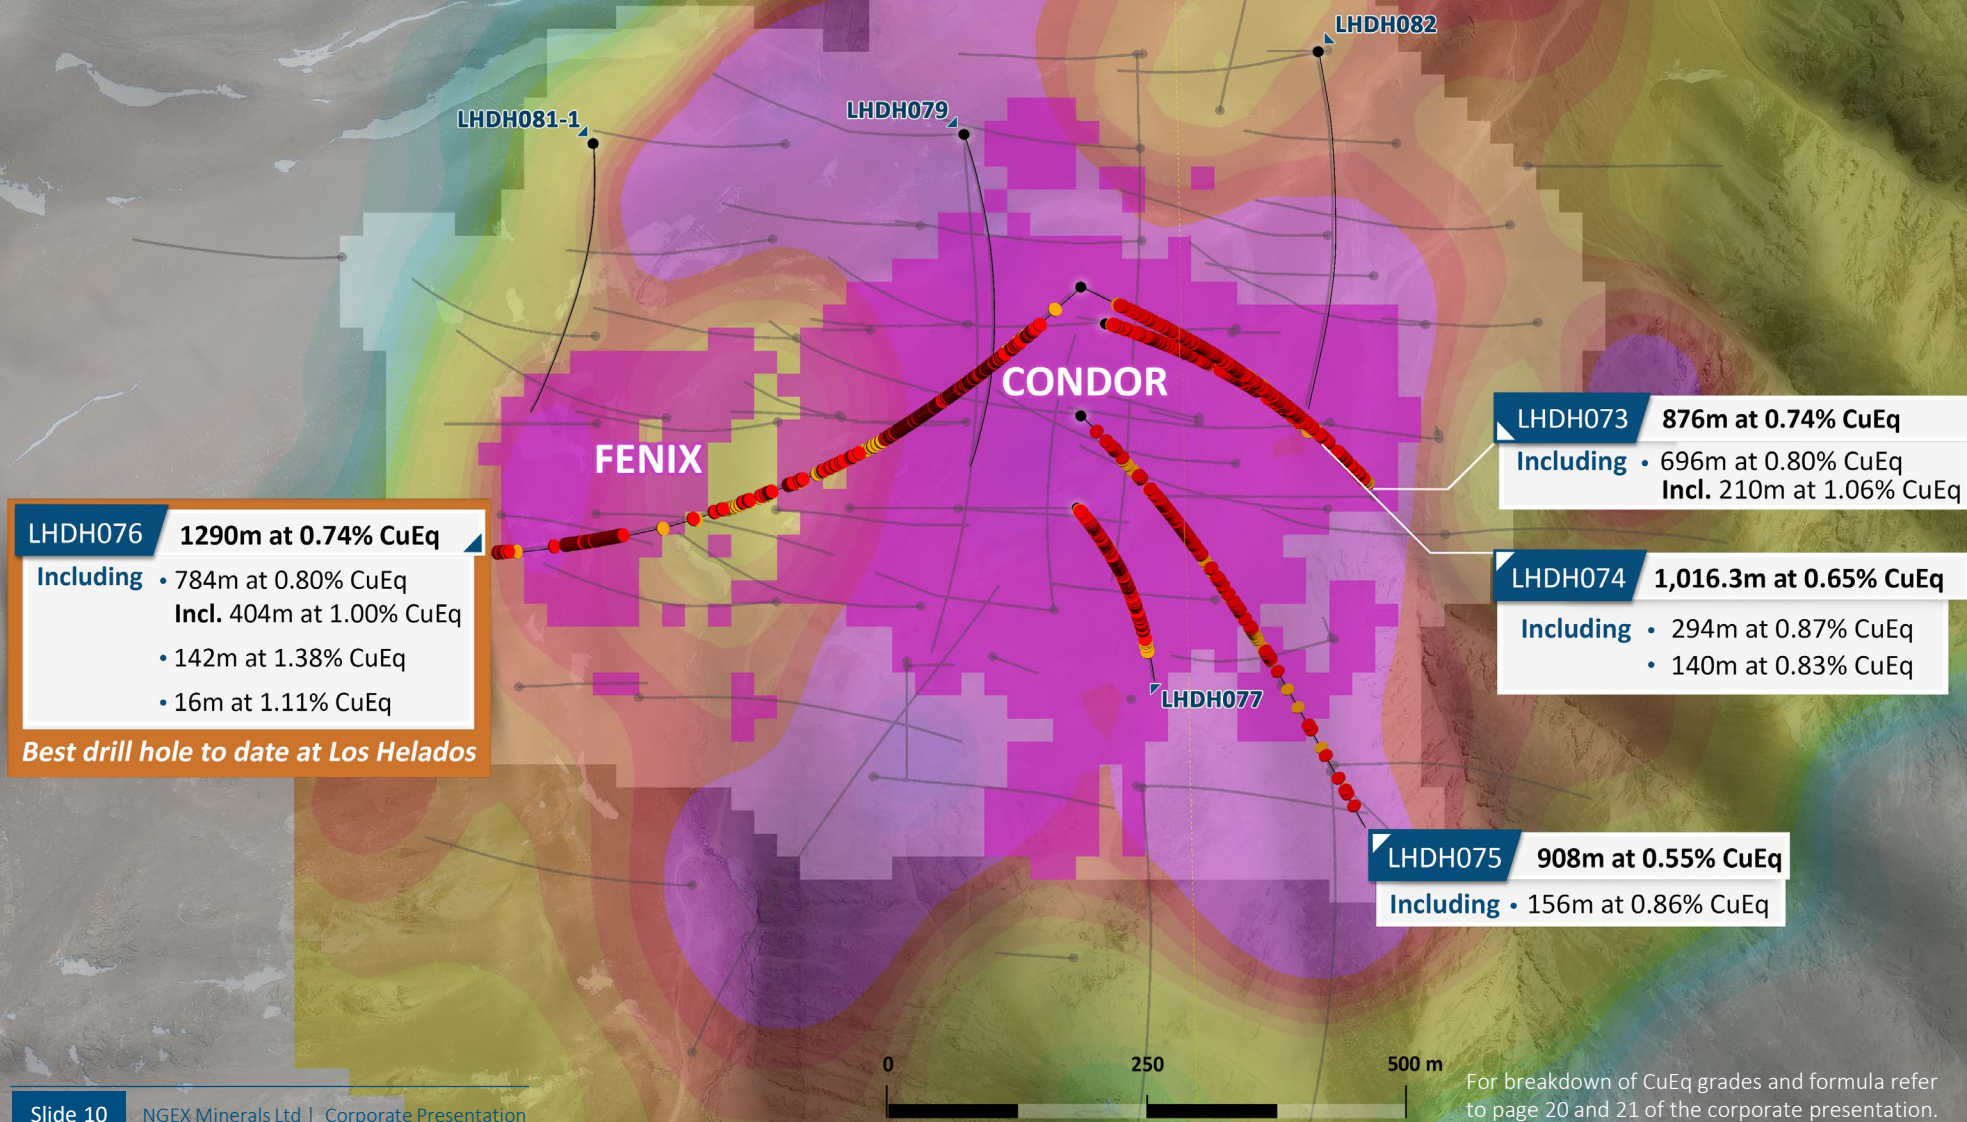 LHDH082
LHDH079
LHDH081-1
CONDOR
FENIX
LHDH073 876m at 0.74% CuEq
Including • 696m at 0.80% CuEq
Incl. 210m at 1.06% CuEq
LHDH076 1290m at 0.74% CuEq
Including • 784m at 0.80% CuEq
Incl. 404m at 1.00% CuEq
• 142m at 1.38% CuEq
• 16m at 1.11% CuEq
Best drill hole to date at Los Helados
LHDH074 1,016.3m at 0.65% CuEq
Including • 294m at 0.87% CuEq
• 140m at 0.83% CuEq
LHDH077
LHDH075 908m at 0.55% CuEq
Including • 156m at 0.86% CuEq
0 250 500 m
For breakdown of CuEq grades and formula refer
to page 20 and 21 of the corporate presentation.
Slide 10 NGEX Minerals Ltd | Corporate Presentation